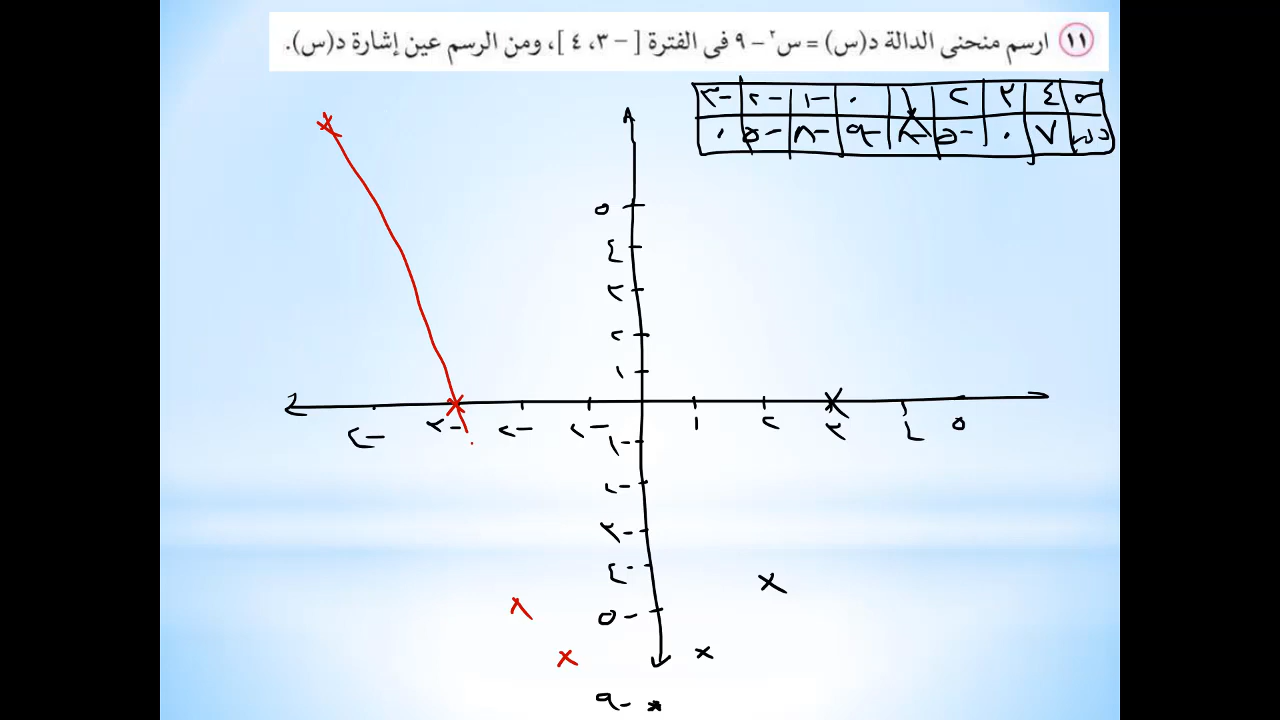 ١١ ارسم منحنى الدالة د(س) = س٢ – ٩ فى الفترة [ – ٣، ٤ ]، ومن الرسم عين إشارة د(س).
س ٤ ٣ ٢ ١ ٠ -١ -٢ -٣
د(س) ٧ ٠ -٥ -٨ -٩ -٨ -٥ ٠
٥
٤
٣
٢
١
-٣ -٢ ١ ٢ ٣ ٤ ٥
-١
-٢
-٣
-٤
-٥
-٩